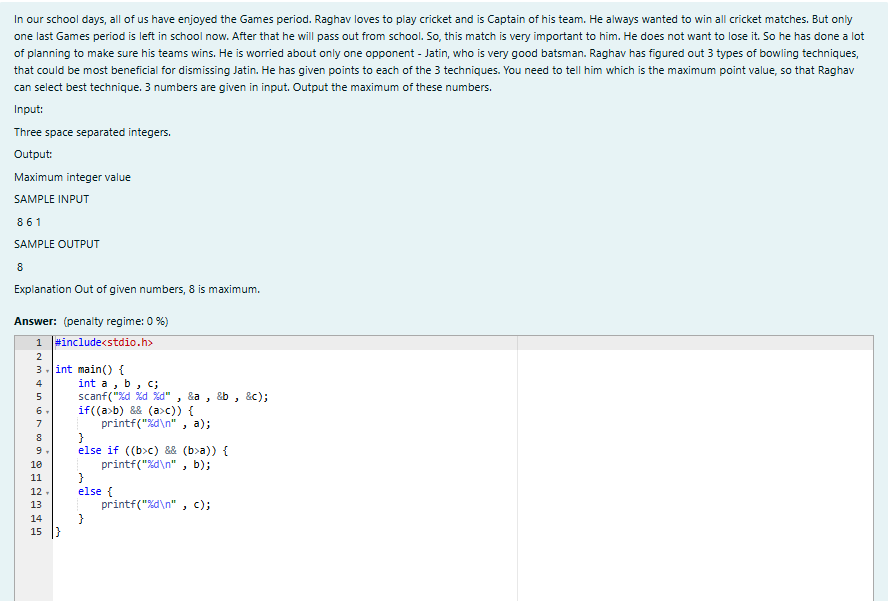 In our school days, all of us have enjoyed the Games period. Raghav loves to play cricket and is Captain of his team. He always wanted to win all cricket matches. But only
one last Games period is left in school now. After that he will pass out from school. So, this match is very important to him. He does not want to lose it. So he has done a lot
of planning to make sure his teams wins. He is worried about only one opponent - Jatin, who is very good batsman. Raghav has figured out 3 types of bowling techniques,
that could be most beneficial for dismissing Jatin. He has given points to each of the 3 techniques. You need to tell him which is the maximum point value, so that Raghav
can select best technique. 3 numbers are given in input. Output the maximum of these numbers.
Input:
Three space separated integers.
Output:
Maximum integer value
SAMPLE INPUT
8 6 1
SAMPLE OUTPUT
8
Explanation Out of given numbers, 8 is maximum.
Answer: (penalty regime: 0 %)
1 #include<stdio.h>
2
3 int main() {
4 int a , b , c;
5 scanf("%d %d %d" , &a , &b , &c);
6 if((a>b) && (a>c)) {
7 printf("%d\n" , a);
8 }
9 else if ((b>c) && (b>a)) {
10 printf("%d\n" , b);
11 }
12 else {
13 printf("%d\n" , c);
14 }
15 }